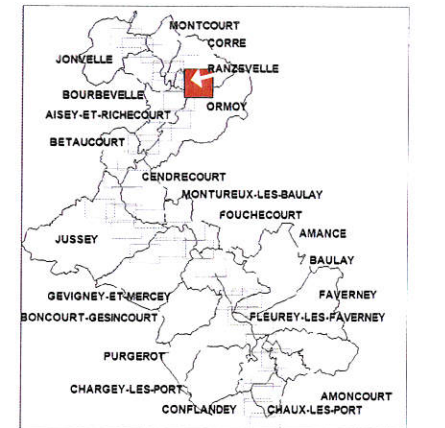 MONTCOURT
CORRE
JONVELLE
RANZEVELLE
BOURBEVELLE
ORMOY
AISEY-ET-RICHECOURT
BETAUCOURT
CENDRECOURT
MONTUREUX-LES-BAULAY
FOUCHECOURT
AMANCE
JUSSEY
BAULAY
GEVIGNEY-ET-MERCEY
FAVERNEY
BONCOURT-GESINCOURT
FLEUREY-LES-FAVERNEY
PURGEROT
CHARGEY-LES-PORT
AMONCOURT
CONFLANDEY
CHAUX-LES-PORT